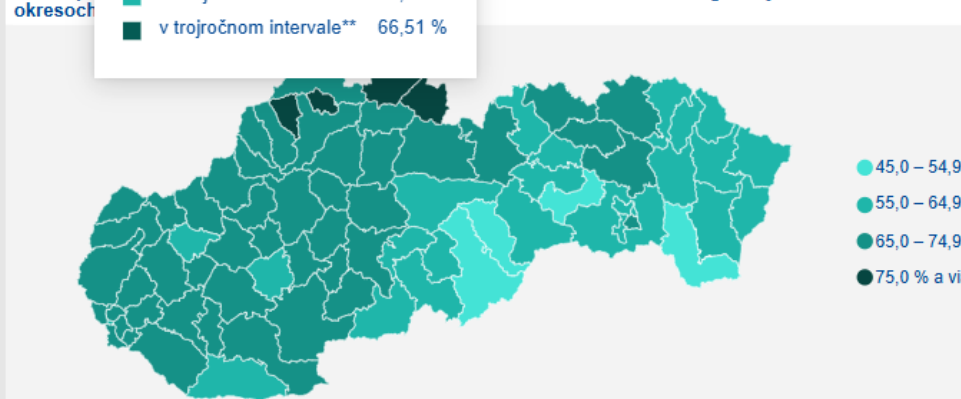 okresoch
v trojročnom intervale** 66,51 %
45,0 – 54,9
55,0 – 64,9
65,0 – 74,9
75,0 % a vi